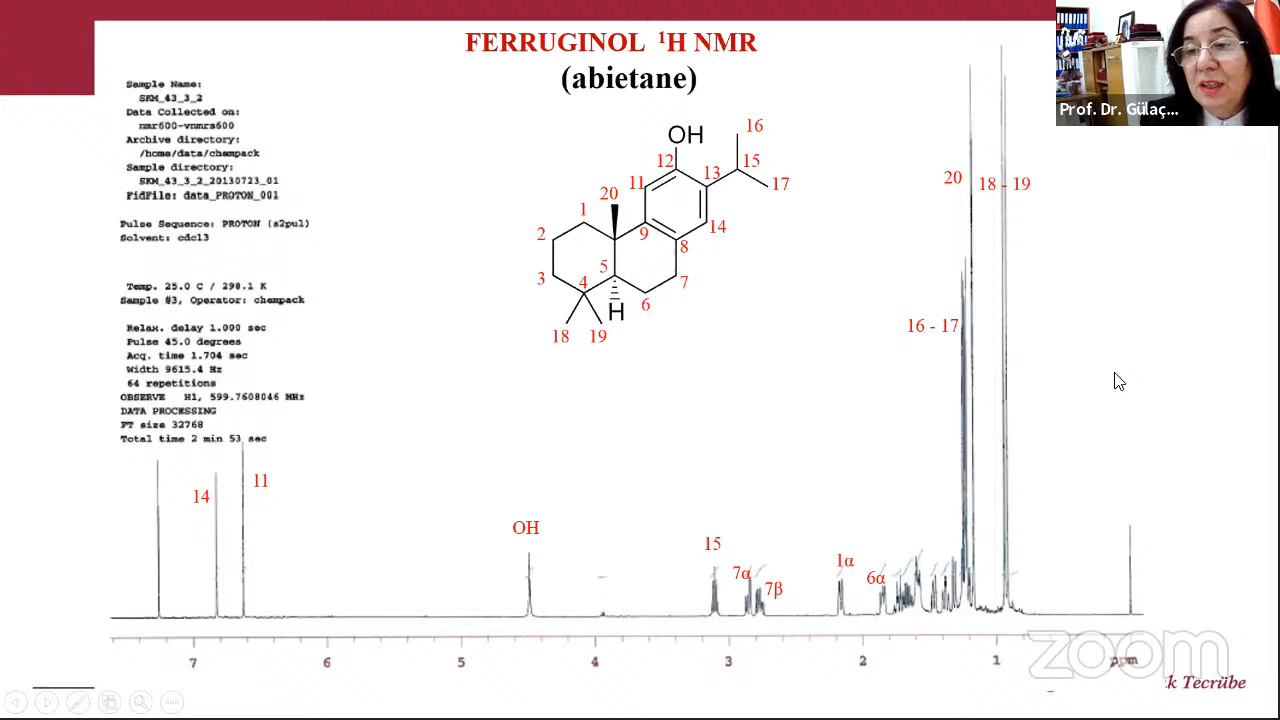 FERRUGINOL ¹H NMR
(abietane)
Prof. Dr. Gülaç...
Sample Name:
SKM_43_3_2
Data Collected on:
nmr600-vnmrs600
Archive directory:
/home/data/chempack
Sample directory:
SKM_43_3_2_20130723_01
FidFile: data_PROTON_001
Pulse Sequence: PROTON (s2pul)
Solvent: cdcl3
Temp. 25.0 C / 298.1 K
Sample #3, Operator: chempack
Relax. delay 1.000 sec
Pulse 45.0 degrees
Acq. time 1.704 sec
Width 9615.4 Hz
64 repetitions
OBSERVE H1, 599.7608046 MHz
DATA PROCESSING
FT size 32768
Total time 2 min 53 sec
OH
16
12
15
13
11
17
20
1
14
2
9
8
5
3
4
7
6
H
18
19
20
18 - 19
16 - 17
14
11
OH
15
7α
7β
1α
6α
7
6
5
4
3
2
1
ppm
zoom
k Tecrübe